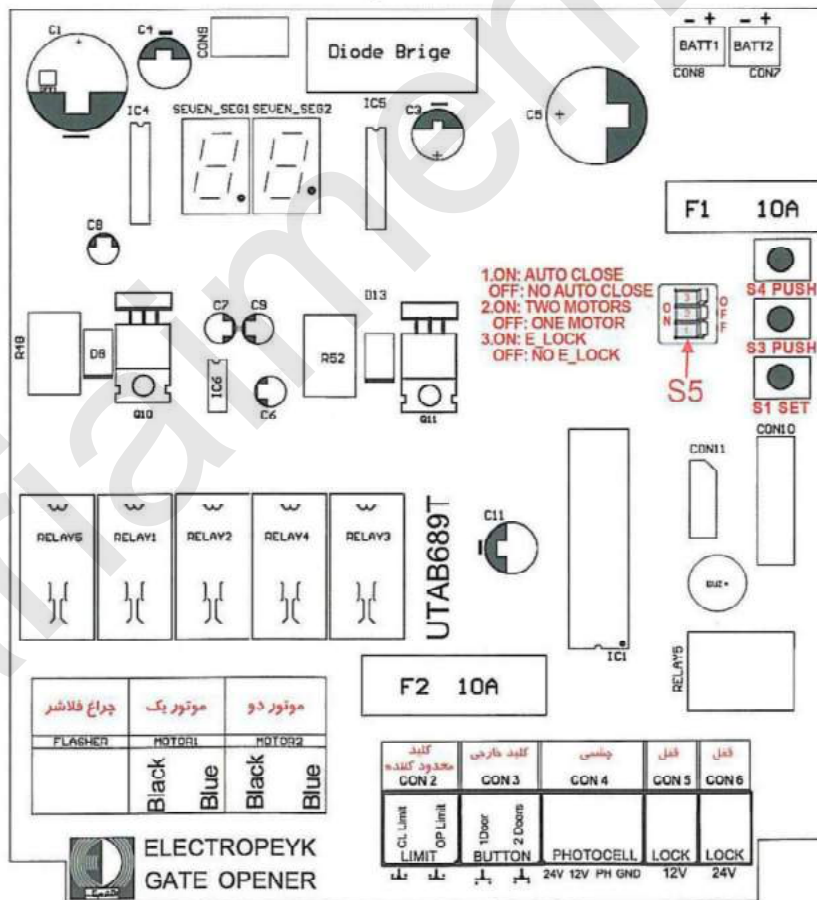 C1
C4
CON9
Diode Brige
- + - +
BATT1 BATT2
CON8 CON7
IC4
SEVEN_SEG1 SEVEN_SEG2
IC5
C3
C5
F1 10A
C8
S4 PUSH
1.ON: AUTO CLOSE
OFF: NO AUTO CLOSE
2.ON: TWO MOTORS
OFF: ONE MOTOR
3.ON: E_LOCK
OFF: NO E_LOCK
ON
3
2
1
OFF
S5
S3 PUSH
S1 SET
R48
D8
Q10
C7 C9
IC6
C6
R52
D13
Q11
CON10
CON11
RELAY1
RELAY2
RELAY4
RELAY3
UTAB689T
C11
IC1
RELAY5
F2 10A
چراغ فلاشر
موتور یک
موتور دو
FLASHER MOTOR1 MOTOR2
Black Blue Black Blue
کلید محدود کننده
کلید خارجی
چشمی
قفل
قفل
CON 2 CON 3 CON 4 CON 5 CON 6
CL Limit OP Limit 1Door 2 Doors
LIMIT BUTTON PHOTOCELL LOCK LOCK
24V 12V PH GND 12V 24V
ELECTROPEYK
GATE OPENER